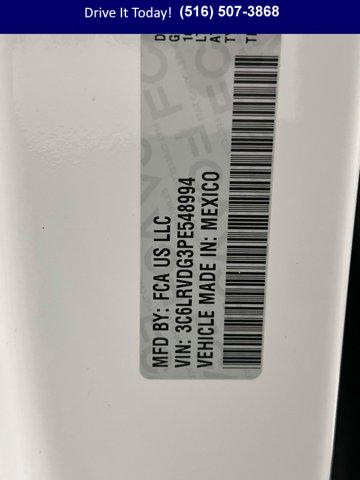 Drive It Today! (516) 507-3868
MFD BY: FCA US LLC
VIN: 3C6LRVDG3PE548994
VEHICLE MADE IN: MEXICO